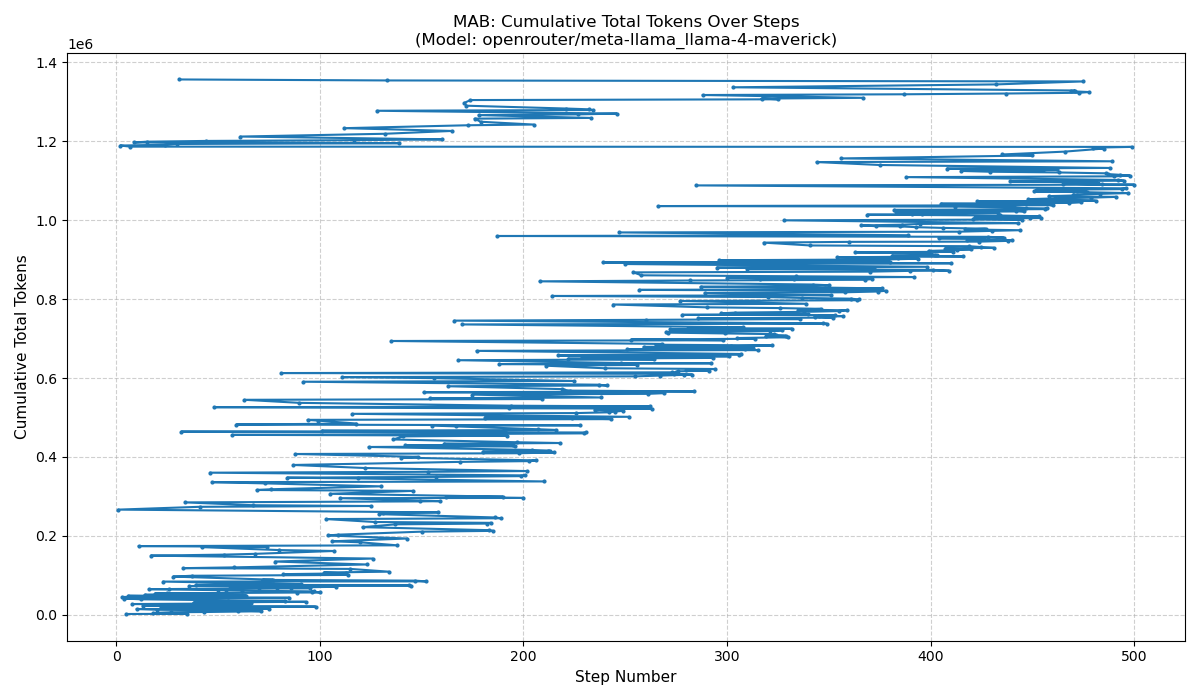 MAB: Cumulative Total Tokens Over Steps
(Model: openrouter/meta-llama_llama-4-maverick)
1e6
1.4
1.2
1.0
0.8
0.6
0.4
0.2
0.0
Cumulative Total Tokens
0 100 200 300 400 500
Step Number